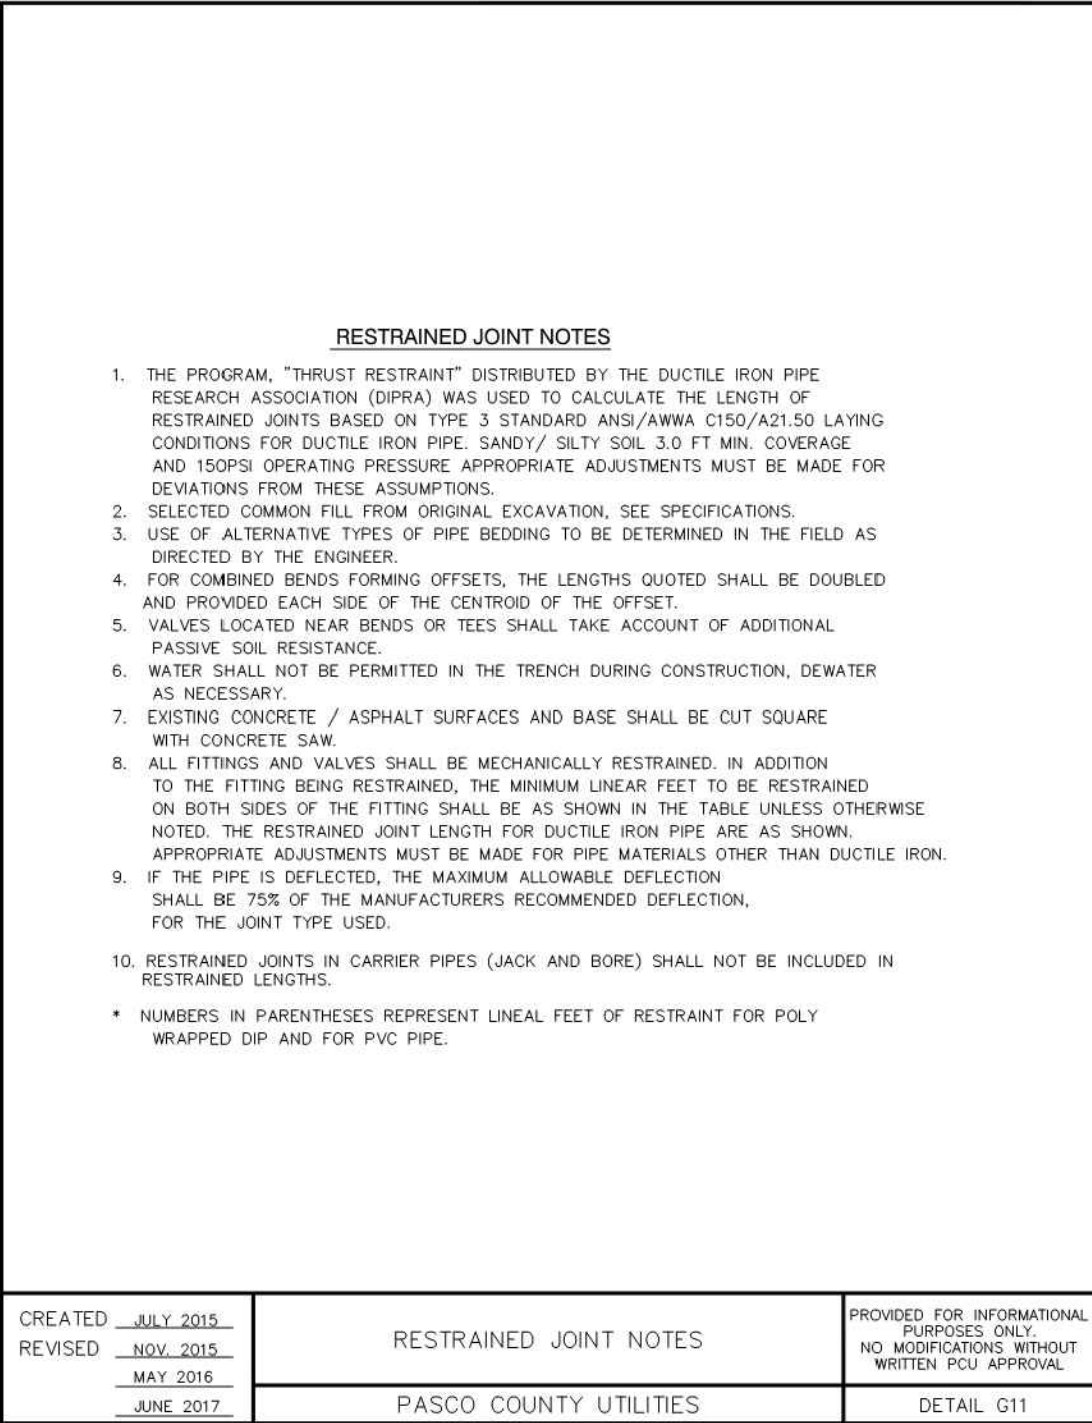 RESTRAINED JOINT NOTES
1. THE PROGRAM, "THRUST RESTRAINT" DISTRIBUTED BY THE DUCTILE IRON PIPE
RESEARCH ASSOCIATION (DIPRA) WAS USED TO CALCULATE THE LENGTH OF
RESTRAINED JOINTS BASED ON TYPE 3 STANDARD ANSI/AWWA C150/A21.50 LAYING
CONDITIONS FOR DUCTILE IRON PIPE. SANDY/ SILTY SOIL 3.0 FT MIN. COVERAGE
AND 150PSI OPERATING PRESSURE APPROPRIATE ADJUSTMENTS MUST BE MADE FOR
DEVIATIONS FROM THESE ASSUMPTIONS.
2. SELECTED COMMON FILL FROM ORIGINAL EXCAVATION, SEE SPECIFICATIONS.
3. USE OF ALTERNATIVE TYPES OF PIPE BEDDING TO BE DETERMINED IN THE FIELD AS
DIRECTED BY THE ENGINEER.
4. FOR COMBINED BENDS FORMING OFFSETS, THE LENGTHS QUOTED SHALL BE DOUBLED
AND PROVIDED EACH SIDE OF THE CENTROID OF THE OFFSET.
5. VALVES LOCATED NEAR BENDS OR TEES SHALL TAKE ACCOUNT OF ADDITIONAL
PASSIVE SOIL RESISTANCE.
6. WATER SHALL NOT BE PERMITTED IN THE TRENCH DURING CONSTRUCTION, DEWATER
AS NECESSARY.
7. EXISTING CONCRETE / ASPHALT SURFACES AND BASE SHALL BE CUT SQUARE
WITH CONCRETE SAW.
8. ALL FITTINGS AND VALVES SHALL BE MECHANICALLY RESTRAINED. IN ADDITION
TO THE FITTING BEING RESTRAINED, THE MINIMUM LINEAR FEET TO BE RESTRAINED
ON BOTH SIDES OF THE FITTING SHALL BE AS SHOWN IN THE TABLE UNLESS OTHERWISE
NOTED. THE RESTRAINED JOINT LENGTH FOR DUCTILE IRON PIPE ARE AS SHOWN.
APPROPRIATE ADJUSTMENTS MUST BE MADE FOR PIPE MATERIALS OTHER THAN DUCTILE IRON.
9. IF THE PIPE IS DEFLECTED, THE MAXIMUM ALLOWABLE DEFLECTION
SHALL BE 75% OF THE MANUFACTURERS RECOMMENDED DEFLECTION,
FOR THE JOINT TYPE USED.
10. RESTRAINED JOINTS IN CARRIER PIPES (JACK AND BORE) SHALL NOT BE INCLUDED IN
RESTRAINED LENGTHS.
* NUMBERS IN PARENTHESES REPRESENT LINEAL FEET OF RESTRAINT FOR POLY
WRAPPED DIP AND FOR PVC PIPE.
CREATED JULY 2015
REVISED NOV. 2015
MAY 2016
JUNE 2017
RESTRAINED JOINT NOTES
PASCO COUNTY UTILITIES
PROVIDED FOR INFORMATIONAL
PURPOSES ONLY.
NO MODIFICATIONS WITHOUT
WRITTEN PCU APPROVAL
DETAIL G11